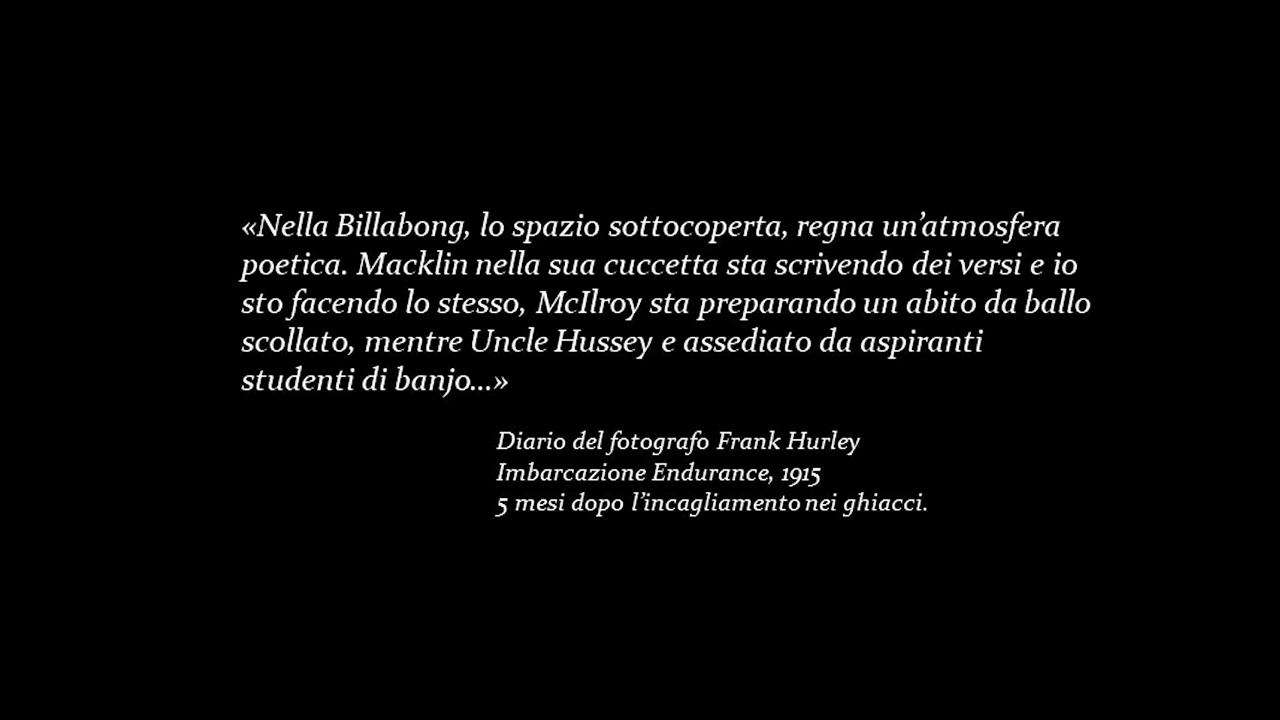 «Nella Billabong, lo spazio sottocoperta, regna un’atmosfera
poetica. Macklin nella sua cuccetta sta scrivendo dei versi e io
sto facendo lo stesso, McIlroy sta preparando un abito da ballo
scollato, mentre Uncle Hussey e assediato da aspiranti
studenti di banjo...»
Diario del fotografo Frank Hurley
Imbarcazione Endurance, 1915
5 mesi dopo l’incagliamento nei ghiacci.